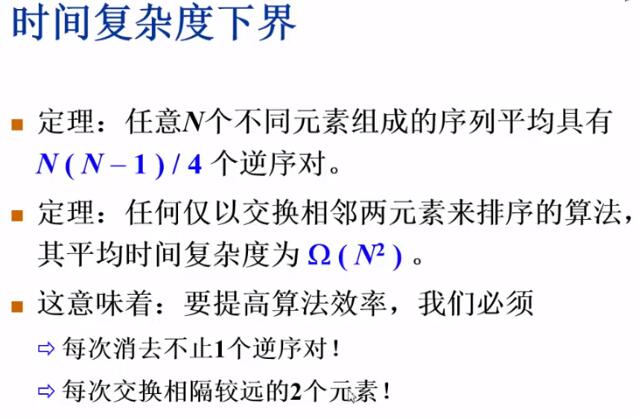 时间复杂度下界
■ 定理：任意N个不同元素组成的序列平均具有
N ( N – 1 ) / 4 个逆序对。
■ 定理：任何仅以交换相邻两元素来排序的算法，
其平均时间复杂度为 Ω ( N² ) 。
■ 这意味着：要提高算法效率，我们必须
⇨ 每次消去不止1个逆序对！
⇨ 每次交换相隔较远的2个元素！